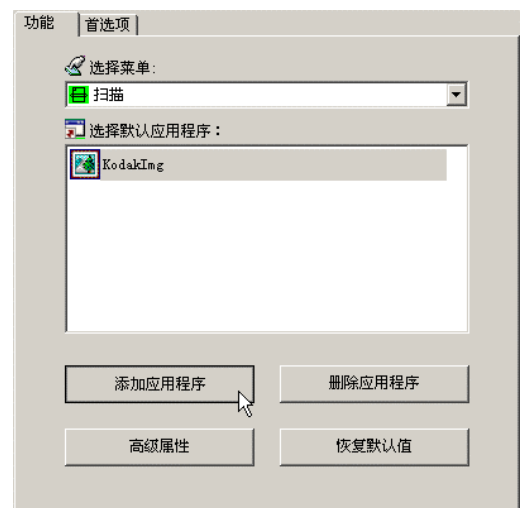 功能 首选项
选择菜单:
扫描
选择默认应用程序：
KodakImg
添加应用程序 删除应用程序
高级属性 恢复默认值